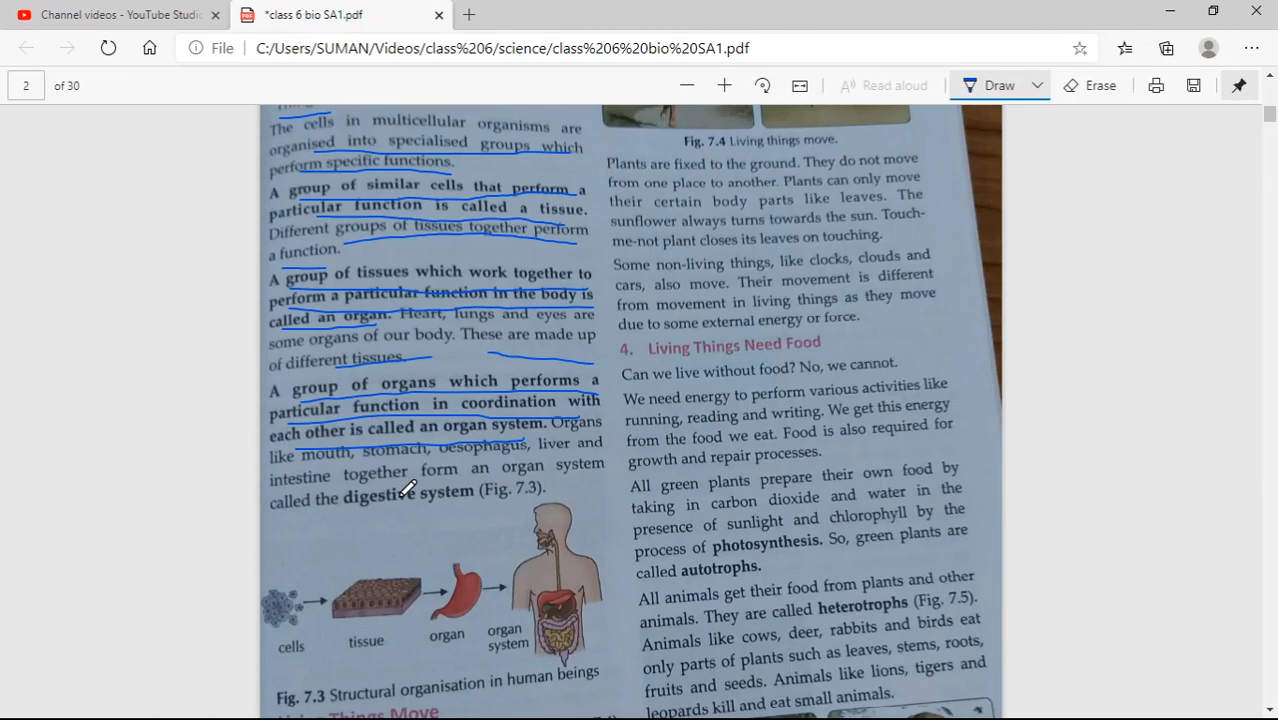 Channel videos - YouTube Studi
*class 6 bio SA1.pdf
File
C:/Users/SUMAN/Videos/class%206/science/class%206%20bio%20SA1.pdf
2
of 30
Read aloud
Draw
Erase
The cells in multicellular organisms are
organised into specialised groups which
perform specific functions.
A group of similar cells that perform a
particular function is called a tissue.
Different groups of tissues together perform
a function.
A group of tissues which work together to
perform a particular function in the body is
called an organ. Heart, lungs and eyes are
some organs of our body. These are made up
of different tissues.
A group of organs which performs a
particular function in coordination with
each other is called an organ system. Organs
like mouth, stomach, oesophagus, liver and
intestine together form an organ system
called the digestive system (Fig. 7.3).
cells
tissue
organ
organ
system
Fig. 7.3 Structural organisation in human beings
Living Things Move
Fig. 7.4 Living things move.
Plants are fixed to the ground. They do not move
from one place to another. Plants can only move
their certain body parts like leaves. The
sunflower always turns towards the sun. Touch-
me-not plant closes its leaves on touching.
Some non-living things, like clocks, clouds and
cars, also move. Their movement is different
from movement in living things as they move
due to some external energy or force.
4. Living Things Need Food
Can we live without food? No, we cannot.
We need energy to perform various activities like
running, reading and writing. We get this energy
from the food we eat. Food is also required for
growth and repair processes.
All green plants prepare their own food by
taking in carbon dioxide and water in the
presence of sunlight and chlorophyll by the
process of photosynthesis. So, green plants are
called autotrophs.
All animals get their food from plants and other
animals. They are called heterotrophs (Fig. 7.5).
Animals like cows, deer, rabbits and birds eat
only parts of plants such as leaves, stems, roots,
fruits and seeds. Animals like lions, tigers and
leopards kill and eat small animals.